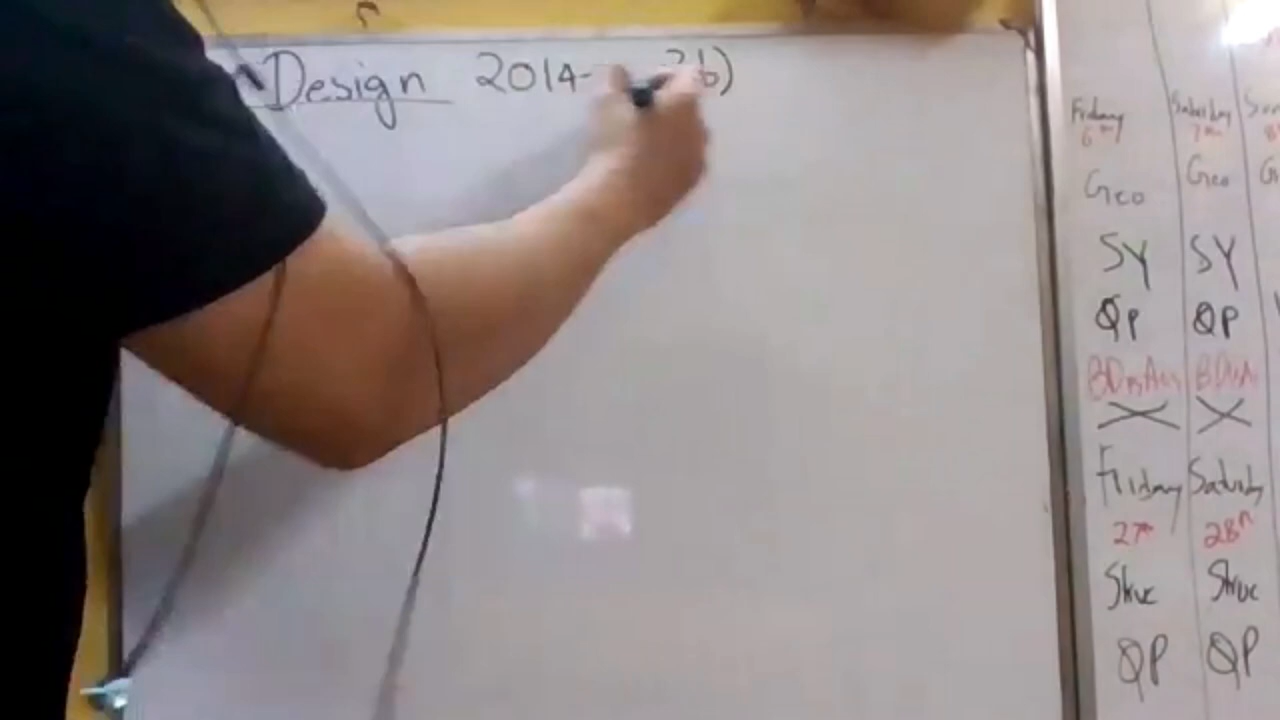 Design 2014- 2b)
Friday Saturday
6th 7th
Geo Geo
SY SY
QP QP
Friday Saturday
27th 28th
Struc Struc
QP QP